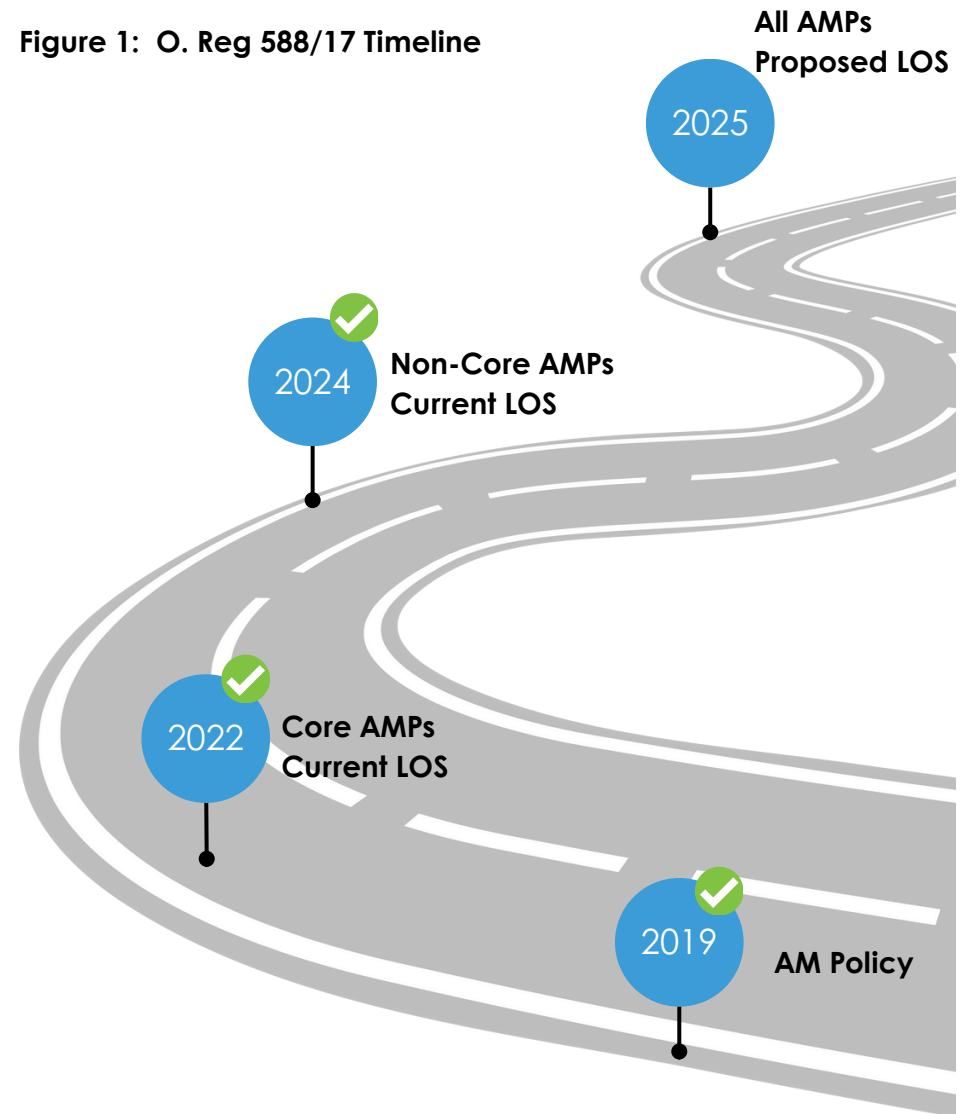 Figure 1: O. Reg 588/17 Timeline
All AMPs
Proposed LOS
2025
2024
Non-Core AMPs
Current LOS
2022
Core AMPs
Current LOS
2019
AM Policy